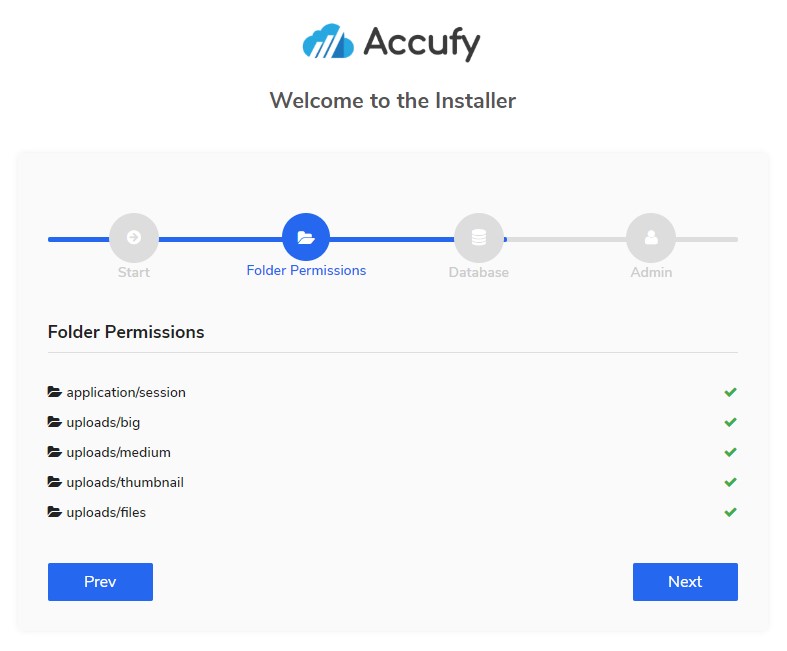 Accufy
Welcome to the Installer
Start
Folder Permissions
Database
Admin
Folder Permissions
application/session
uploads/big
uploads/medium
uploads/thumbnail
uploads/files
Prev
Next